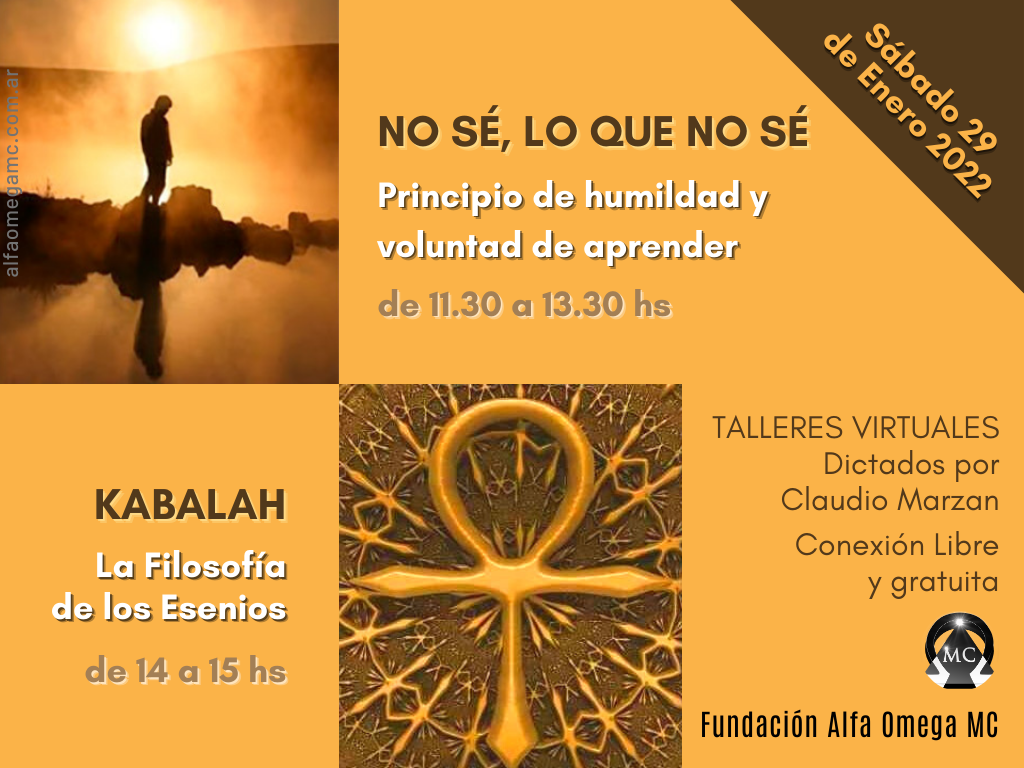 alfaomegamc.com.ar
Sábado 29
de Enero 2022
NO SÉ, LO QUE NO SÉ
Principio de humildad y
voluntad de aprender
de 11.30 a 13.30 hs
KABALAH
La Filosofía
de los Esenios
de 14 a 15 hs
TALLERES VIRTUALES
Dictados por
Claudio Marzan
Conexión Libre
y gratuita
MC
Fundación Alfa Omega MC